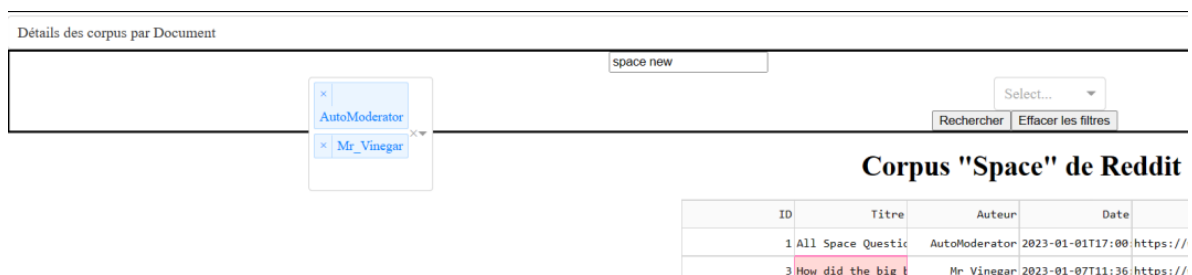 Détails des corpus par Document
space new
× AutoModerator
× Mr_Vinegar
×
Select...
Rechercher Effacer les filtres
Corpus "Space" de Reddit
ID Titre Auteur Date
1 All Space Questic AutoModerator 2023-01-01T17:00: https://
3 How did the big b Mr_Vinegar 2023-01-07T11:36 https://